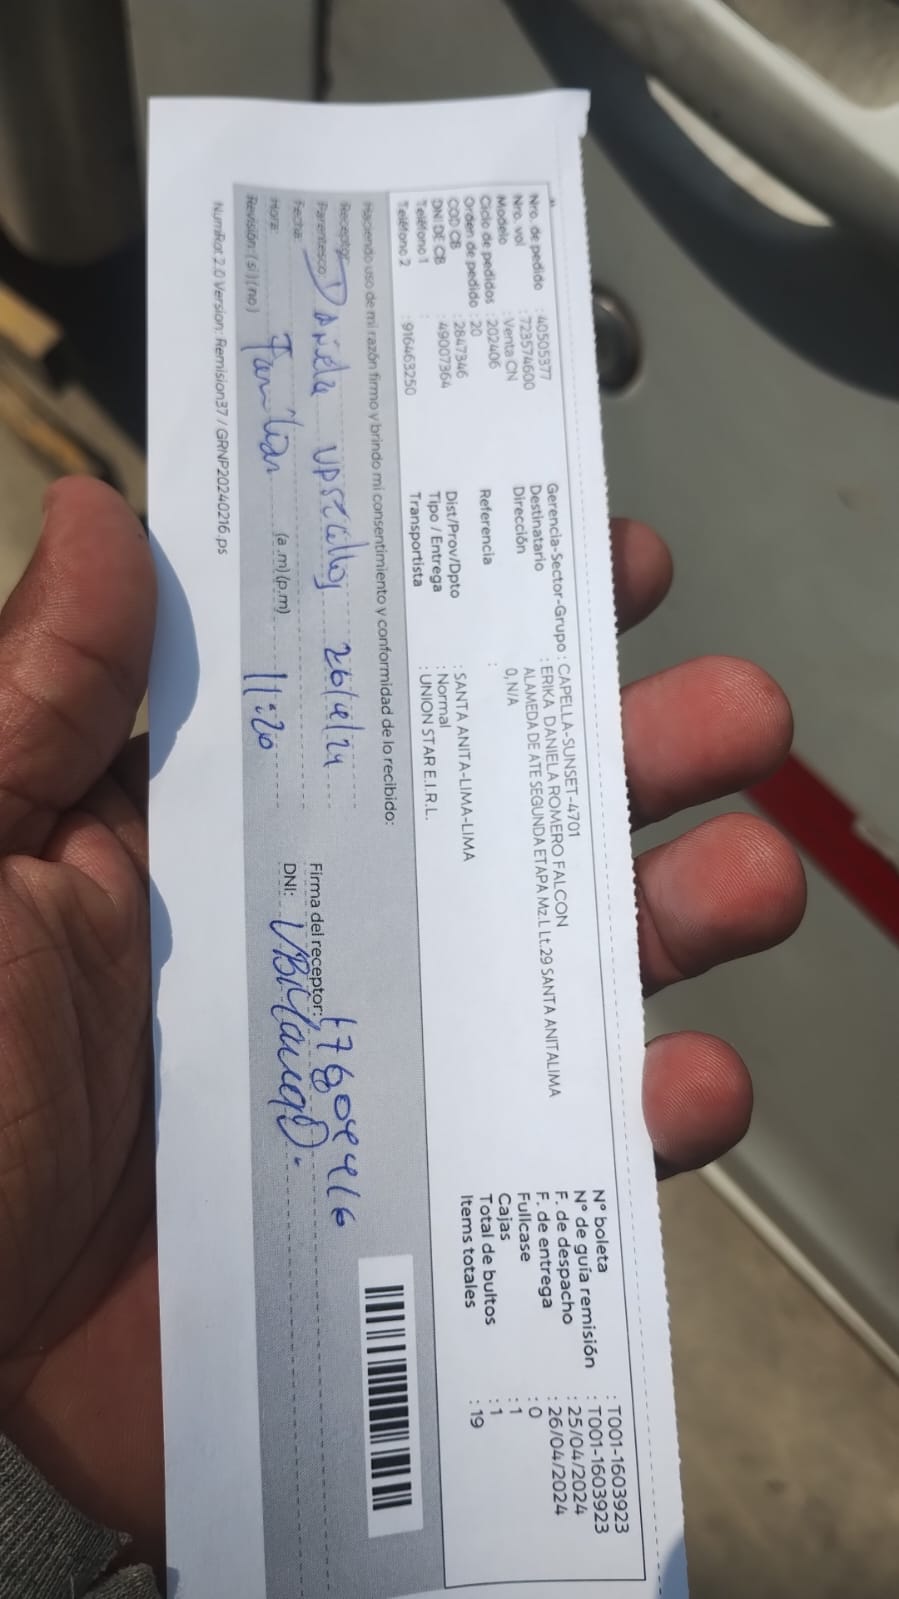 Nro. de pedido : 40505377
Nro. vol : 723574600
Modelo : Venta CN
Ciclo de pedidos : 202406
Orden de pedido : 20
COD CB : 2847346
DNI DE CB : 49007364
Teléfono 1 :
Teléfono 2 : 916463250
Gerencia-Sector-Grupo : CAPELLA-SUNSET-4701
Destinatario : ERIKA DANIELA ROMERO FALCON
Dirección : ALAMEDA DE ATE SEGUNDA ETAPA Mz.L Lt.29 SANTA ANITALIMA
0,N/A
Referencia :
Dist/Prov/Dpto : SANTA ANITA-LIMA-LIMA
Tipo / Entrega : Normal
Transportista : UNION STAR E.I.R.L.
N° boleta : T001-1603923
N° de guía remisión : T001-1603923
F. de despacho : 25/04/2024
F. de entrega : 26/04/2024
Fullcase : 0
Cajas : 1
Total de bultos : 1
Items totales : 19
Haciendo uso de mi razón firmo y brindo mi consentimiento y conformidad de lo recibido:
Receptor
Parentesco
26/4/24
Fecha:
Hora: Familiar (a.m)(p.m) 11:20
Revisión:(si)(no)
Firma del receptor:
DNI:
NumRot 2.0 Version: Remision37 / GRNP20240216.ps